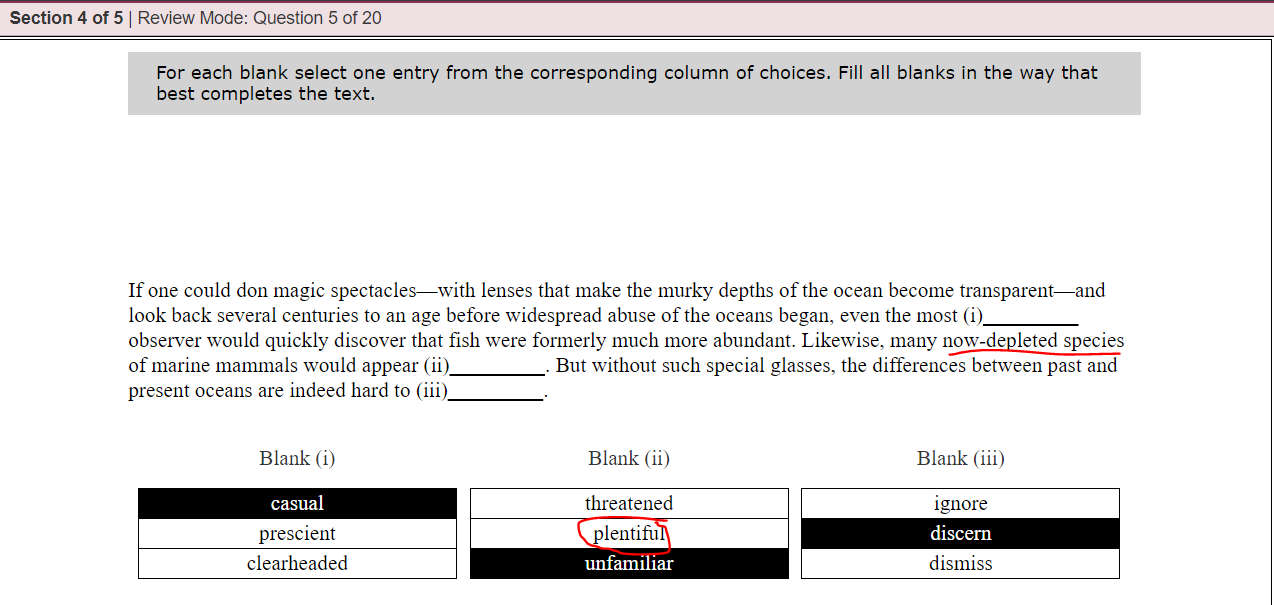 Section 4 of 5 | Review Mode: Question 5 of 20
For each blank select one entry from the corresponding column of choices. Fill all blanks in the way that
best completes the text.
If one could don magic spectacles—with lenses that make the murky depths of the ocean become transparent—and
look back several centuries to an age before widespread abuse of the oceans began, even the most (i)__________
observer would quickly discover that fish were formerly much more abundant. Likewise, many now-depleted species
of marine mammals would appear (ii)__________. But without such special glasses, the differences between past and
present oceans are indeed hard to (iii)__________.
Blank (i) Blank (ii) Blank (iii)
casual threatened ignore
prescient plentiful discern
clearheaded unfamiliar dismiss